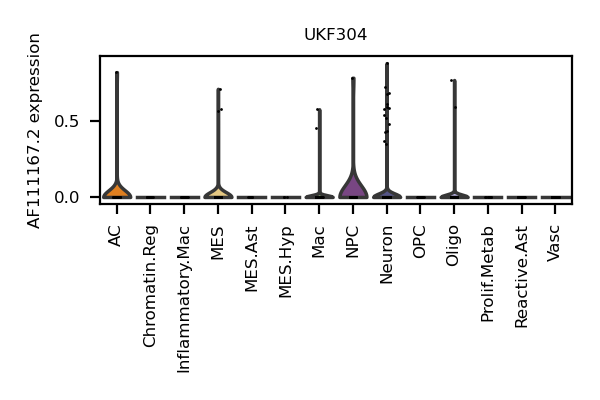 UKF304
AF111167.2 expression
0.5
0.0
AC
Chromatin.Reg
Inflammatory.Mac
MES
MES.Ast
MES.Hyp
Mac
NPC
Neuron
OPC
Oligo
Prolif.Metab
Reactive.Ast
Vasc